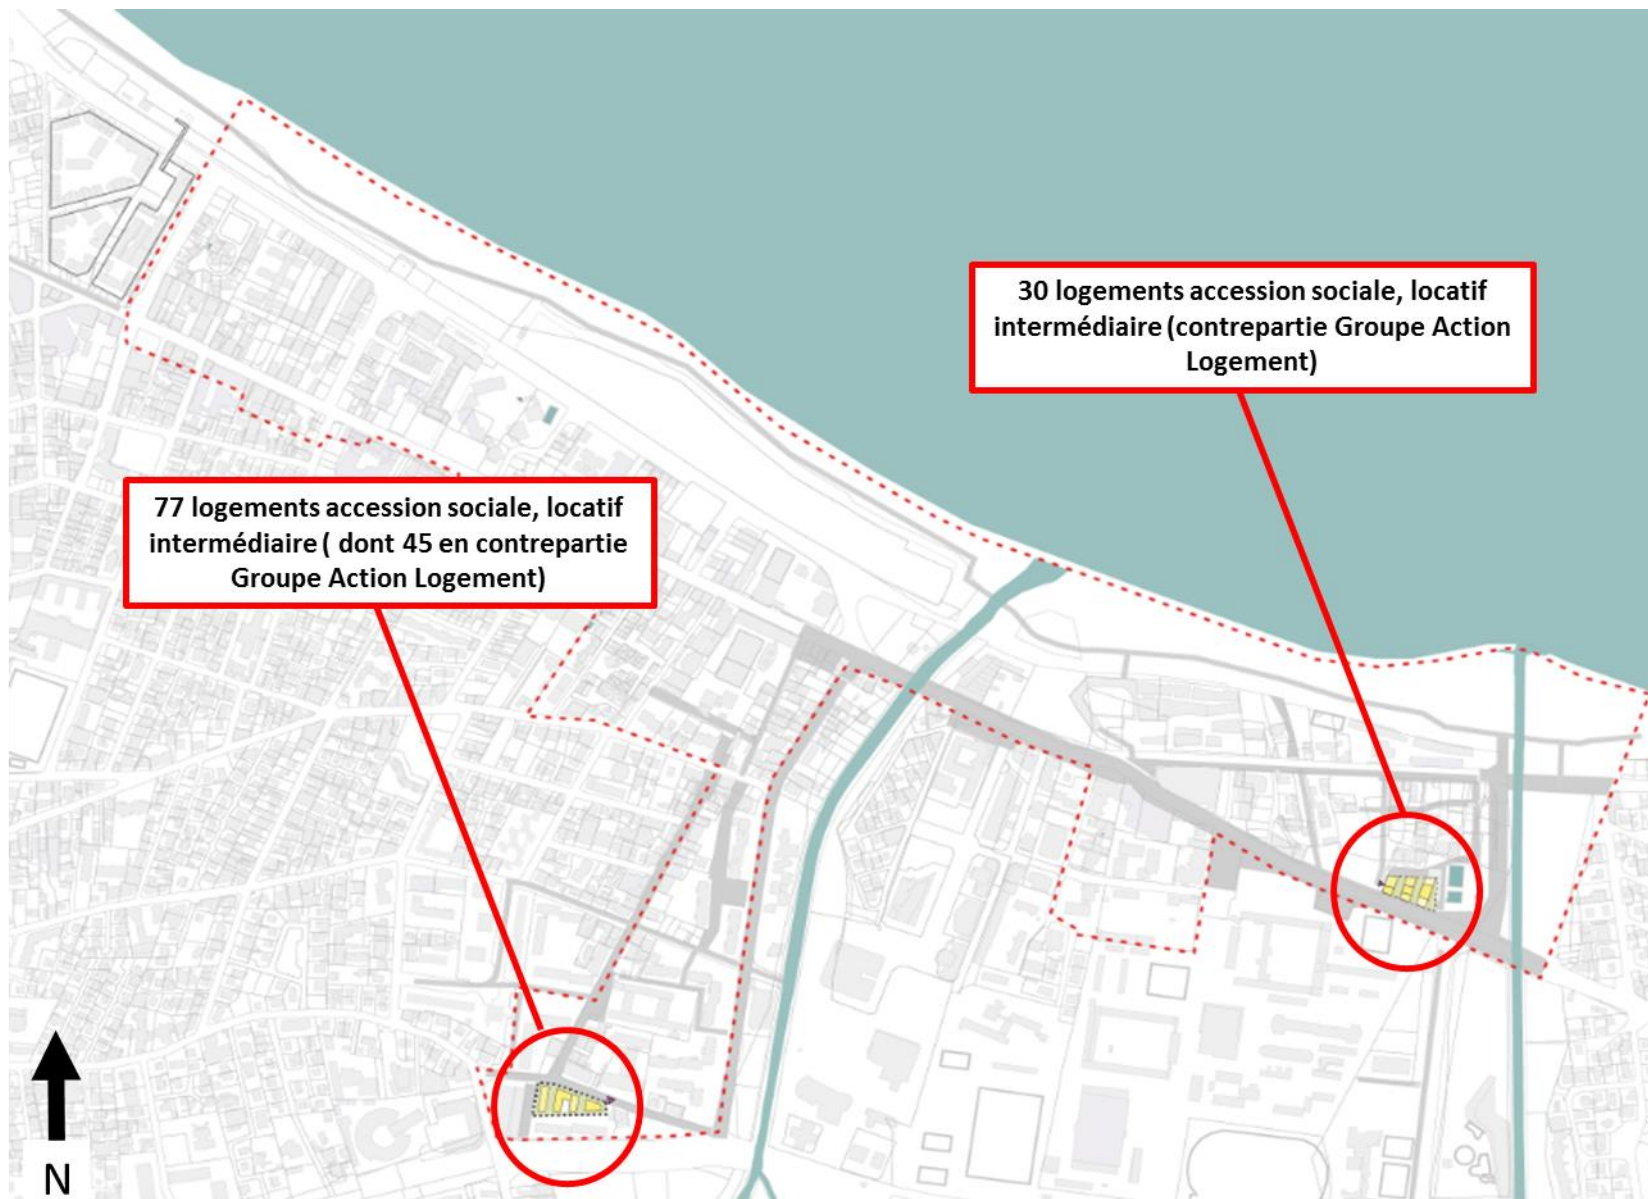 30 logements accession sociale, locatif
intermédiaire (contrepartie Groupe Action
Logement)
77 logements accession sociale, locatif
intermédiaire ( dont 45 en contrepartie
Groupe Action Logement)
N